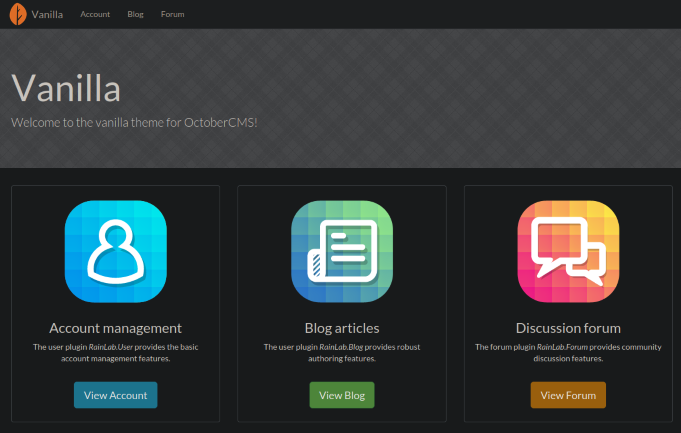 Vanilla Account Blog Forum
Vanilla
Welcome to the vanilla theme for OctoberCMS!
Account management
The user plugin RainLab.User provides the basic
account management features.
View Account
Blog articles
The user plugin RainLab.Blog provides robust
authoring features.
View Blog
Discussion forum
The forum plugin RainLab.Forum provides community
discussion features.
View Forum